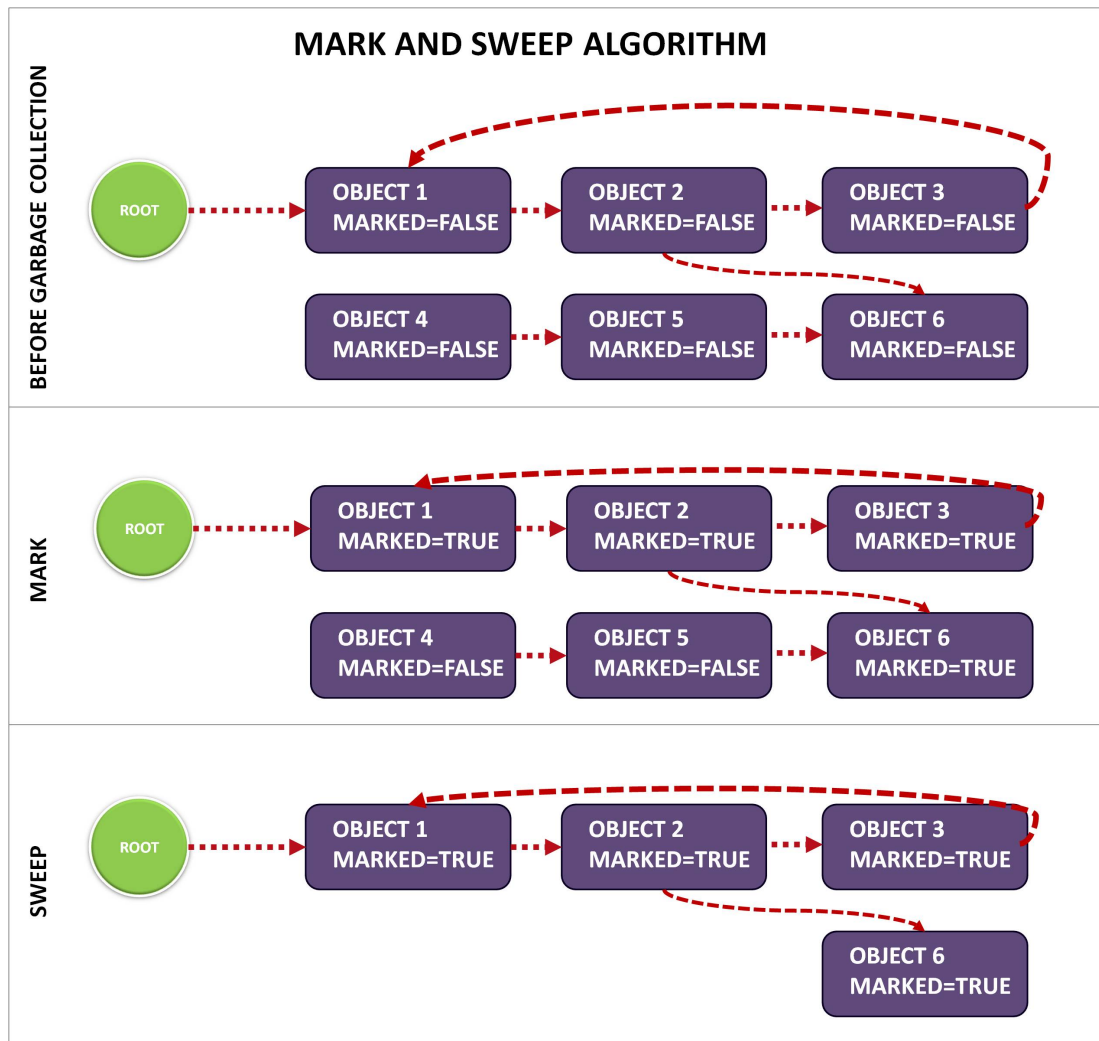 MARK AND SWEEP ALGORITHM
BEFORE GARBAGE COLLECTION
ROOT
OBJECT 1
MARKED=FALSE
OBJECT 2
MARKED=FALSE
OBJECT 3
MARKED=FALSE
OBJECT 4
MARKED=FALSE
OBJECT 5
MARKED=FALSE
OBJECT 6
MARKED=FALSE
MARK
ROOT
OBJECT 1
MARKED=TRUE
OBJECT 2
MARKED=TRUE
OBJECT 3
MARKED=TRUE
OBJECT 4
MARKED=FALSE
OBJECT 5
MARKED=FALSE
OBJECT 6
MARKED=TRUE
SWEEP
ROOT
OBJECT 1
MARKED=TRUE
OBJECT 2
MARKED=TRUE
OBJECT 3
MARKED=TRUE
OBJECT 6
MARKED=TRUE